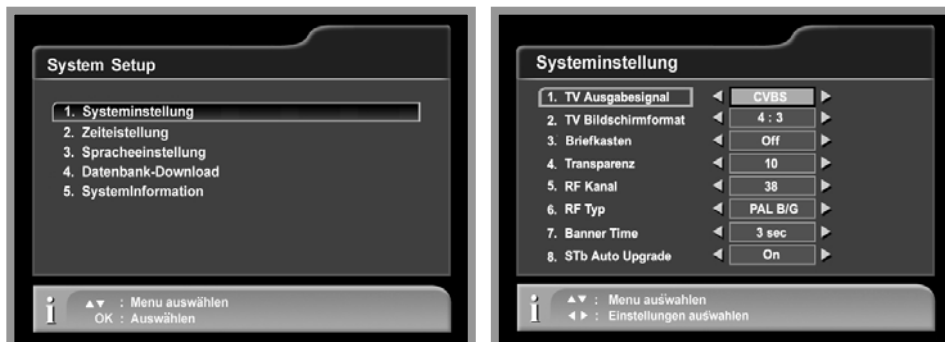 System Setup
1. Systeminstellung
2. Zeiteistellung
3. Spracheeinstellung
4. Datenbank-Download
5. SystemInformation
▲▼ : Menu auswählen
OK : Auswählen
Systeminstellung
1. TV Ausgabesignal ◀ CVBS ▶
2. TV Bildschirmformat ◀ 4 : 3 ▶
3. Briefkasten ◀ Off ▶
4. Transparenz ◀ 10 ▶
5. RF Kanal ◀ 38 ▶
6. RF Typ ◀ PAL B/G ▶
7. Banner Time ◀ 3 sec ▶
8. STb Auto Upgrade ◀ On ▶
▲▼ : Menu auswahlen
◀ ▶ : Einstellungen auswahlen